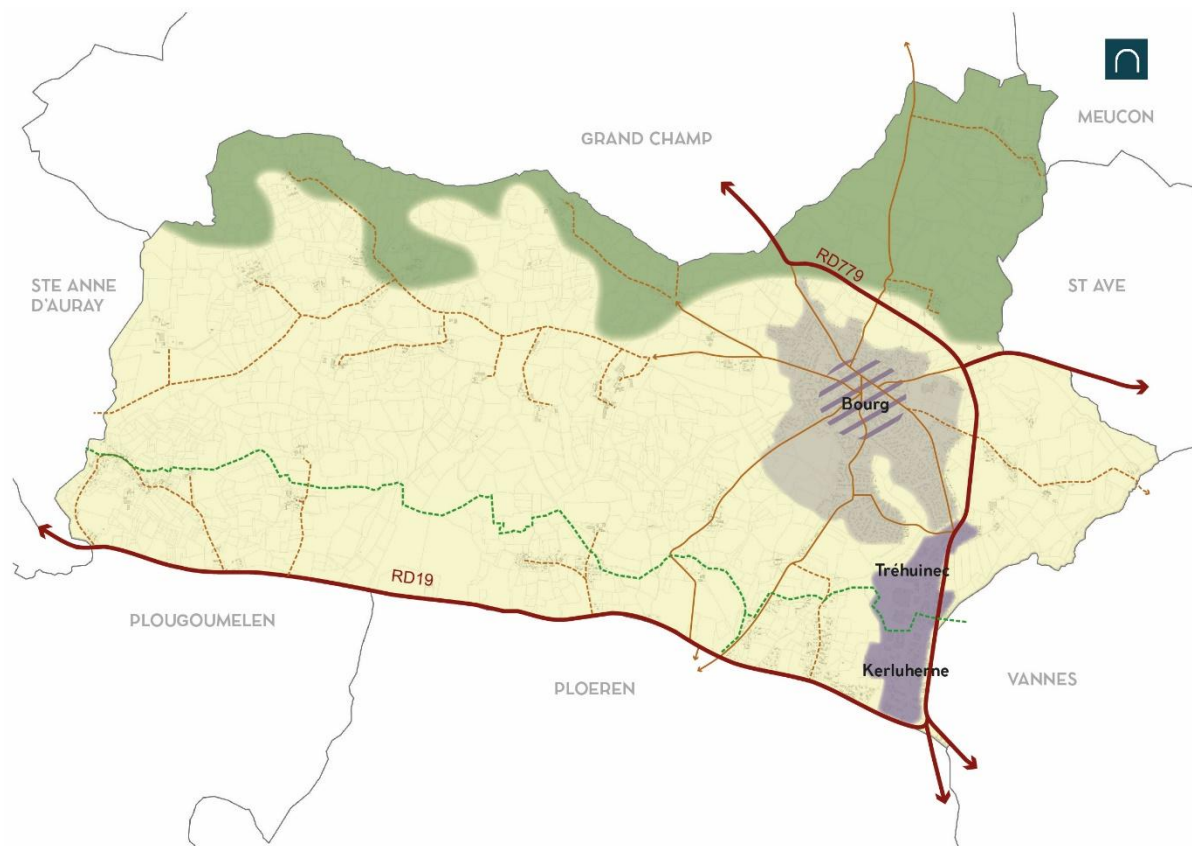 MEUCON
GRAND CHAMP
RD779
STE ANNE
D'AURAY
ST AVE
Bourg
Tréhuinec
RD19
PLOUGOUMELEN
Kerluherne
VANNES
PLOEREN